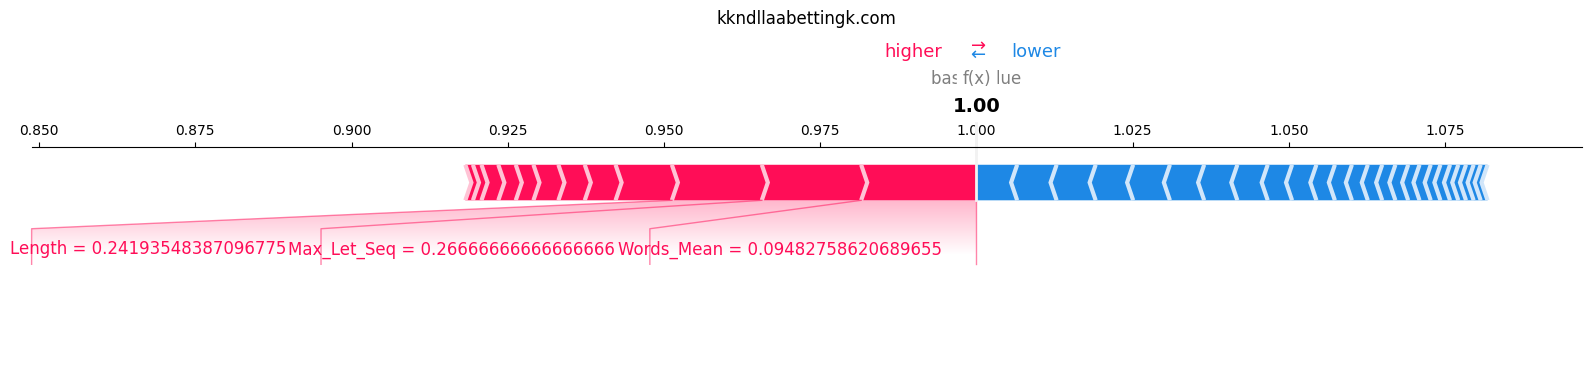 kkndllaabettingk.com
higher ⇄ lower
bas f(x) lue
1.00
0.850 0.875 0.900 0.925 0.950 0.975 1.000 1.025 1.050 1.075
Length = 0.24193548387096775 Max_Let_Seq = 0.26666666666666666 Words_Mean = 0.09482758620689655